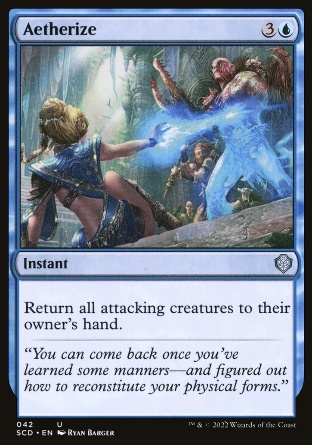 Aetherize 3
Instant
Return all attacking creatures to their
owner's hand.
“You can come back once you've
learned some manners—and figured out
how to reconstitute your physical forms.”
042 U
SCD • EN Ryan Barger ™ & © 2022 Wizards of the Coast